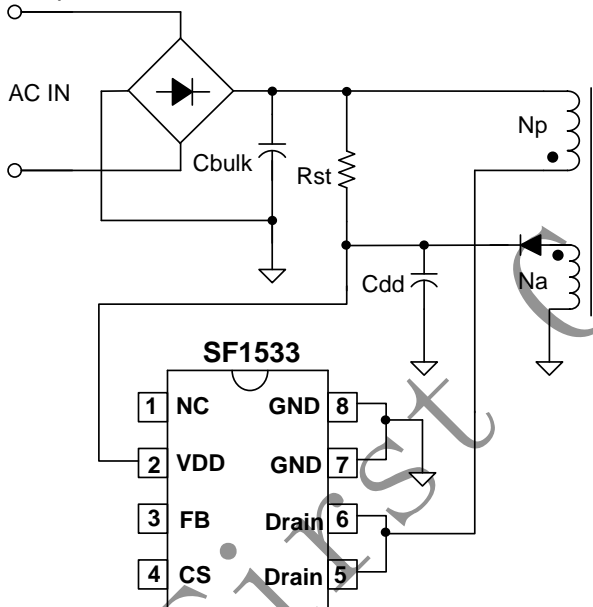 AC IN
Np
Cbulk
Rst
Cdd
Na
SF1533
1 NC GND 8
2 VDD GND 7
3 FB Drain 6
4 CS Drain 5